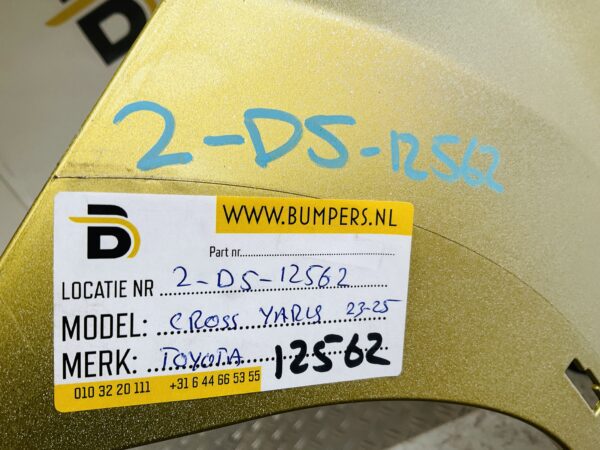 2-D5-12562
B
WWW.BUMPERS.NL
Part nr.
LOCATIE NR 2-D5-12562
MODEL: CROSS YARIS 23-25
MERK: TOYOTA 12562
010 32 20 111 +31 6 44 66 53 55